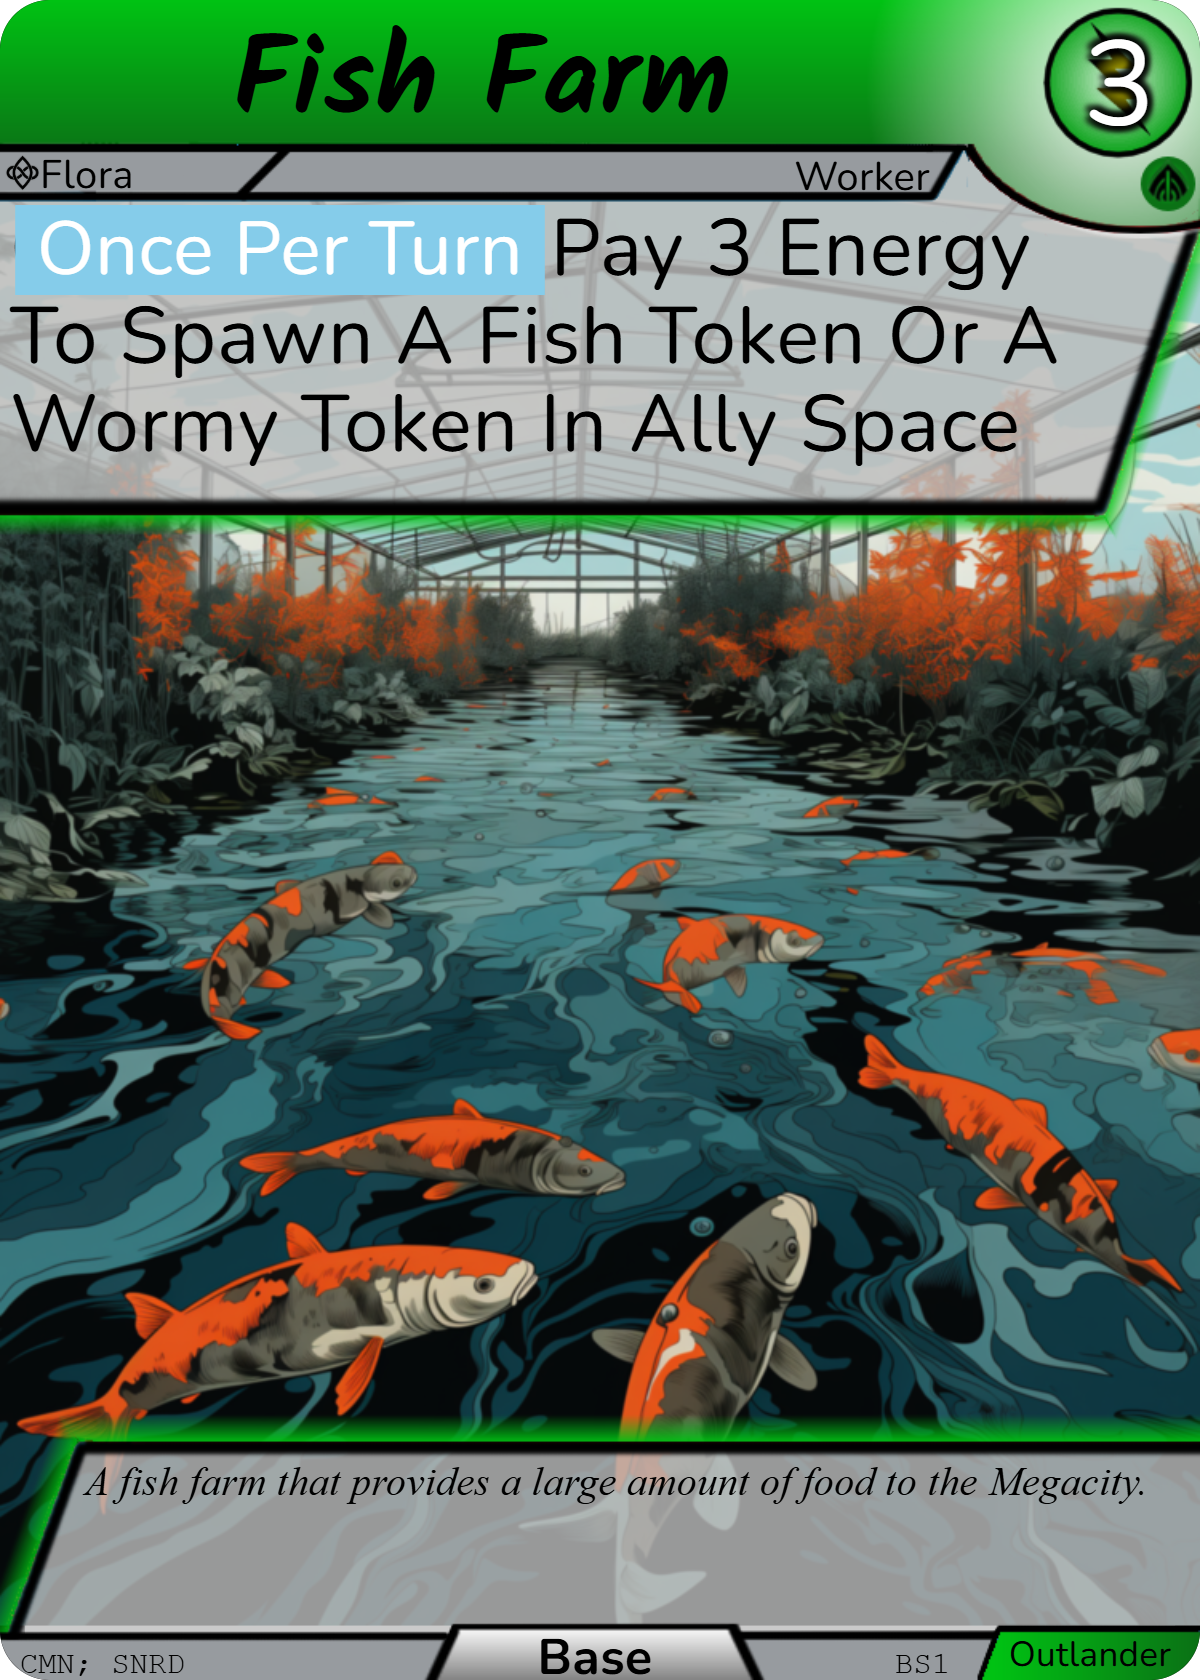 Fish Farm
3
Flora
Worker
Once Per Turn Pay 3 Energy
To Spawn A Fish Token Or A
Wormy Token In Ally Space
A fish farm that provides a large amount of food to the Megacity.
CMN; SNRD
Base
BS1
Outlander